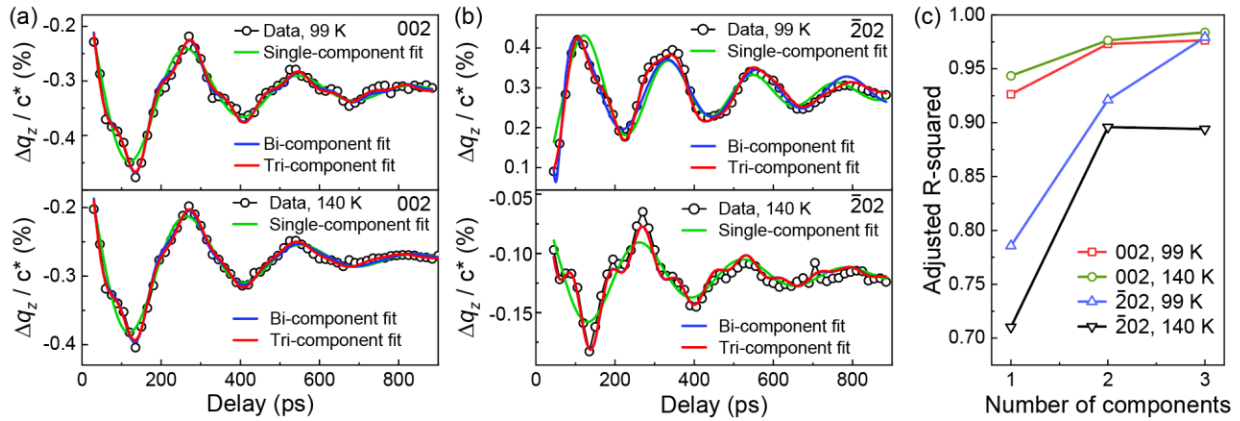 (a)
-0.2
-0.3
-0.4
002
Data, 99 K
Single-component fit
Bi-component fit
Tri-component fit
-0.2
-0.3
-0.4
002
Data, 140 K
Single-component fit
Bi-component fit
Tri-component fit
Δq_z / c* (%)
Δq_z / c* (%)
0 200 400 600 800
Delay (ps)
(b)
0.4
0.3
0.2
0.1
2̄02
Data, 99 K
Single-component fit
Bi-component fit
Tri-component fit
-0.05
-0.10
-0.15
2̄02
Data, 140 K
Single-component fit
Bi-component fit
Tri-component fit
Δq_z / c* (%)
Δq_z / c* (%)
0 200 400 600 800
Delay (ps)
(c)
1.00
0.95
0.90
0.85
0.80
0.75
0.70
Adjusted R-squared
002, 99 K
002, 140 K
2̄02, 99 K
2̄02, 140 K
1 2 3
Number of components